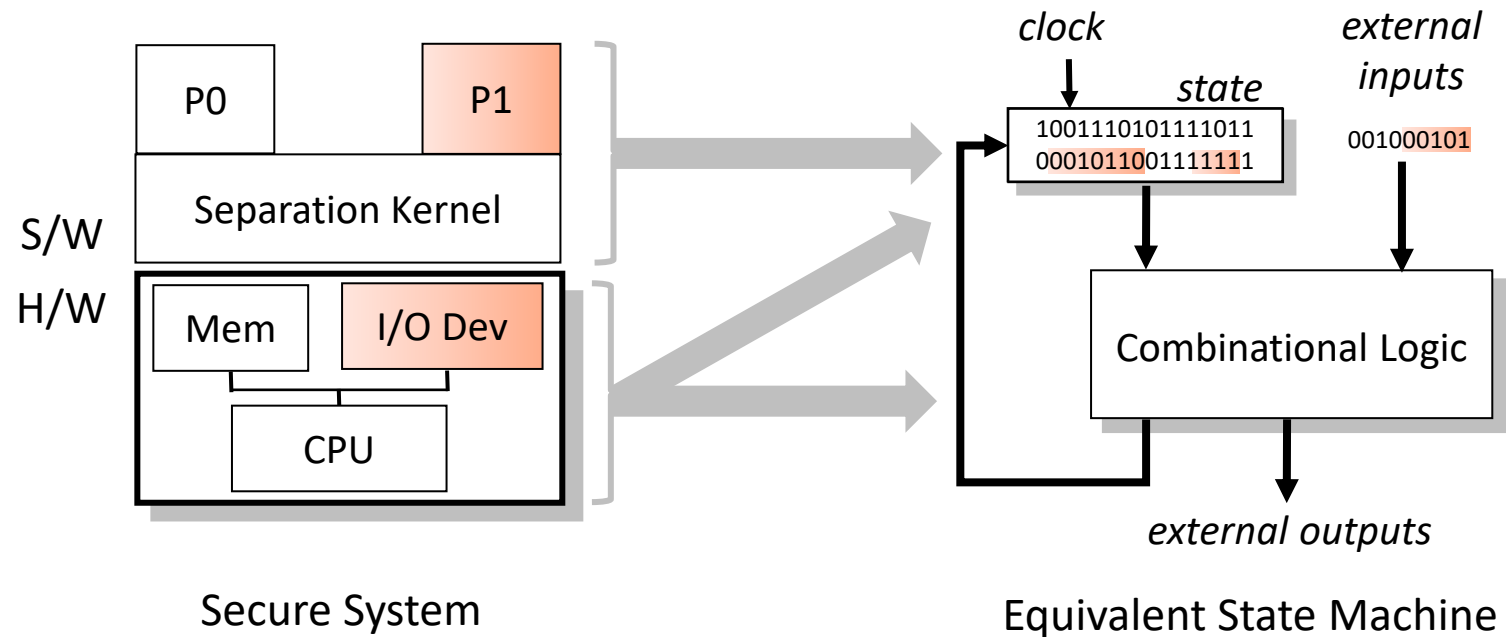 P0
P1
Separation Kernel
S/W
H/W
Mem
I/O Dev
CPU
Secure System
clock
external
inputs
state
1001110101111011
0001011001111111
001000101
Combinational Logic
external outputs
Equivalent State Machine